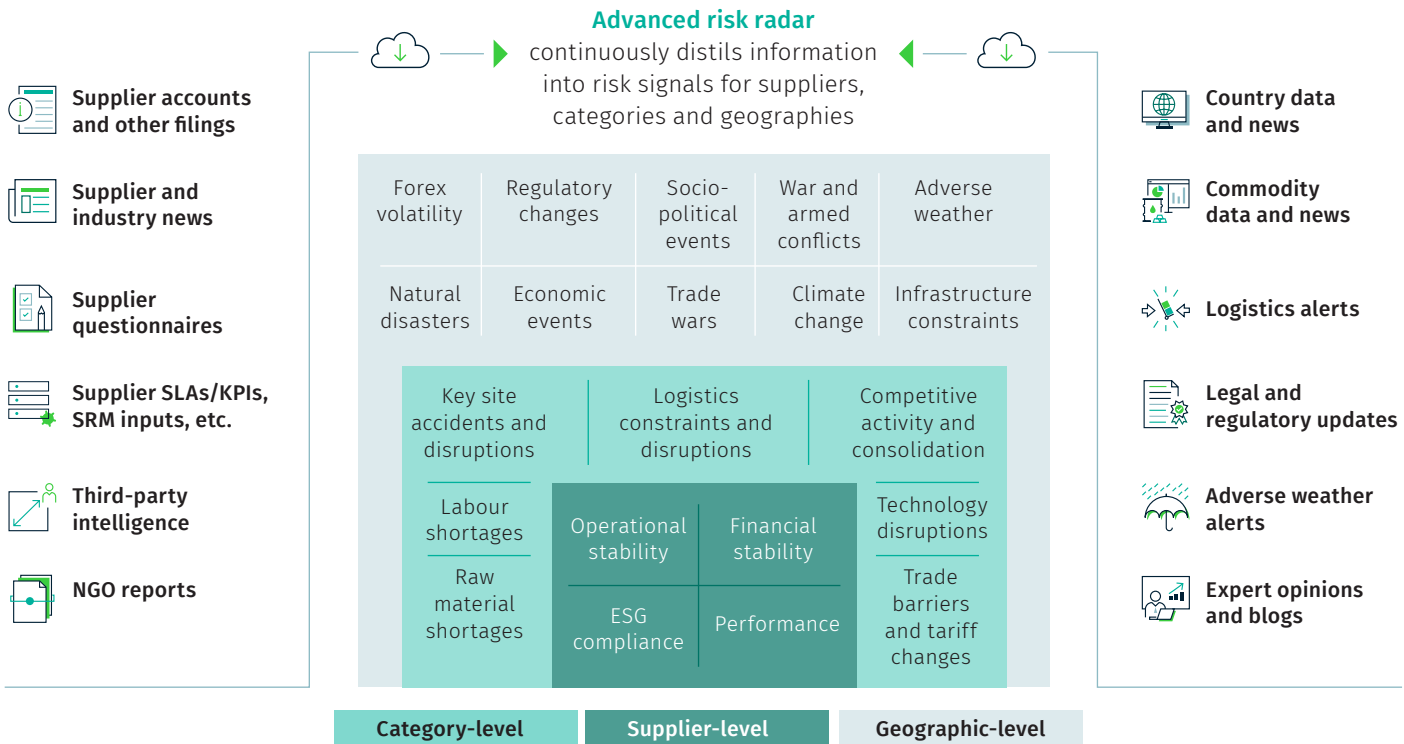 Advanced risk radar
continuously distils information
into risk signals for suppliers,
categories and geographies
Supplier accounts
and other filings
Supplier and
industry news
Supplier
questionnaires
Supplier SLAs/KPIs,
SRM inputs, etc.
Third-party
intelligence
NGO reports
Forex
volatility
Regulatory
changes
Socio-
political
events
War and
armed
conflicts
Adverse
weather
Natural
disasters
Economic
events
Trade
wars
Climate
change
Infrastructure
constraints
Key site
accidents and
disruptions
Logistics
constraints and
disruptions
Competitive
activity and
consolidation
Labour
shortages
Raw
material
shortages
Operational
stability
Financial
stability
ESG
compliance
Performance
Technology
disruptions
Trade
barriers
and tariff
changes
Country data
and news
Commodity
data and news
Logistics alerts
Legal and
regulatory updates
Adverse weather
alerts
Expert opinions
and blogs
Category-level
Supplier-level
Geographic-level